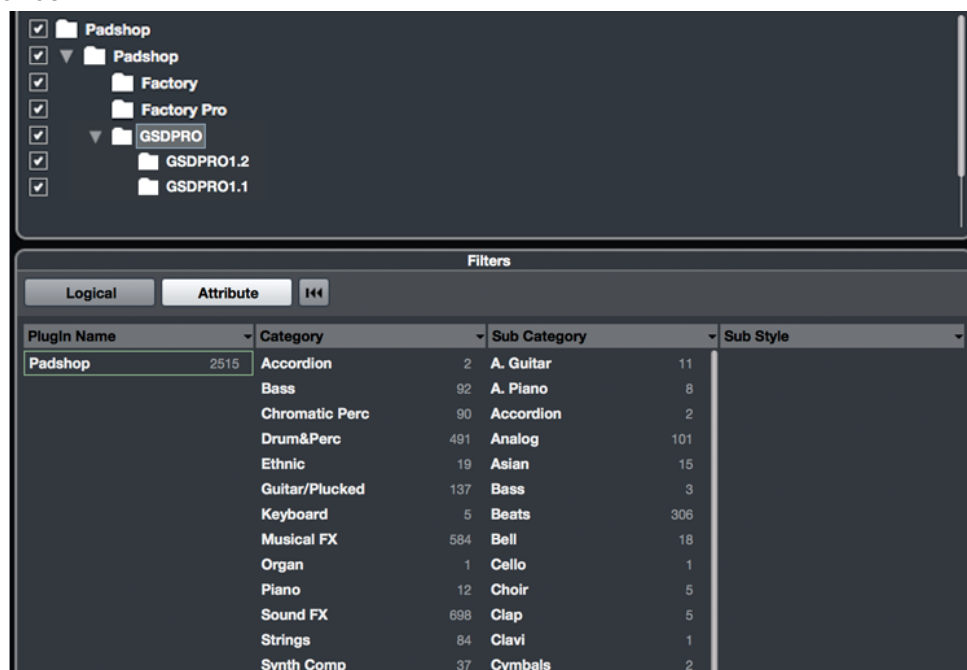 Padshop
Padshop
Factory
Factory Pro
GSDPRO
GSDPRO1.2
GSDPRO1.1
Filters
Logical Attribute
PlugIn Name Category Sub Category Sub Style
Padshop 2515 Accordion 2 A. Guitar 11
Bass 92 A. Piano 8
Chromatic Perc 90 Accordion 2
Drum&Perc 491 Analog 101
Ethnic 19 Asian 15
Guitar/Plucked 137 Bass 3
Keyboard 5 Beats 306
Musical FX 584 Bell 18
Organ 1 Cello 1
Piano 12 Choir 5
Sound FX 698 Clap 5
Strings 84 Clavi 1
Synth Comp 37 Cymbals 2